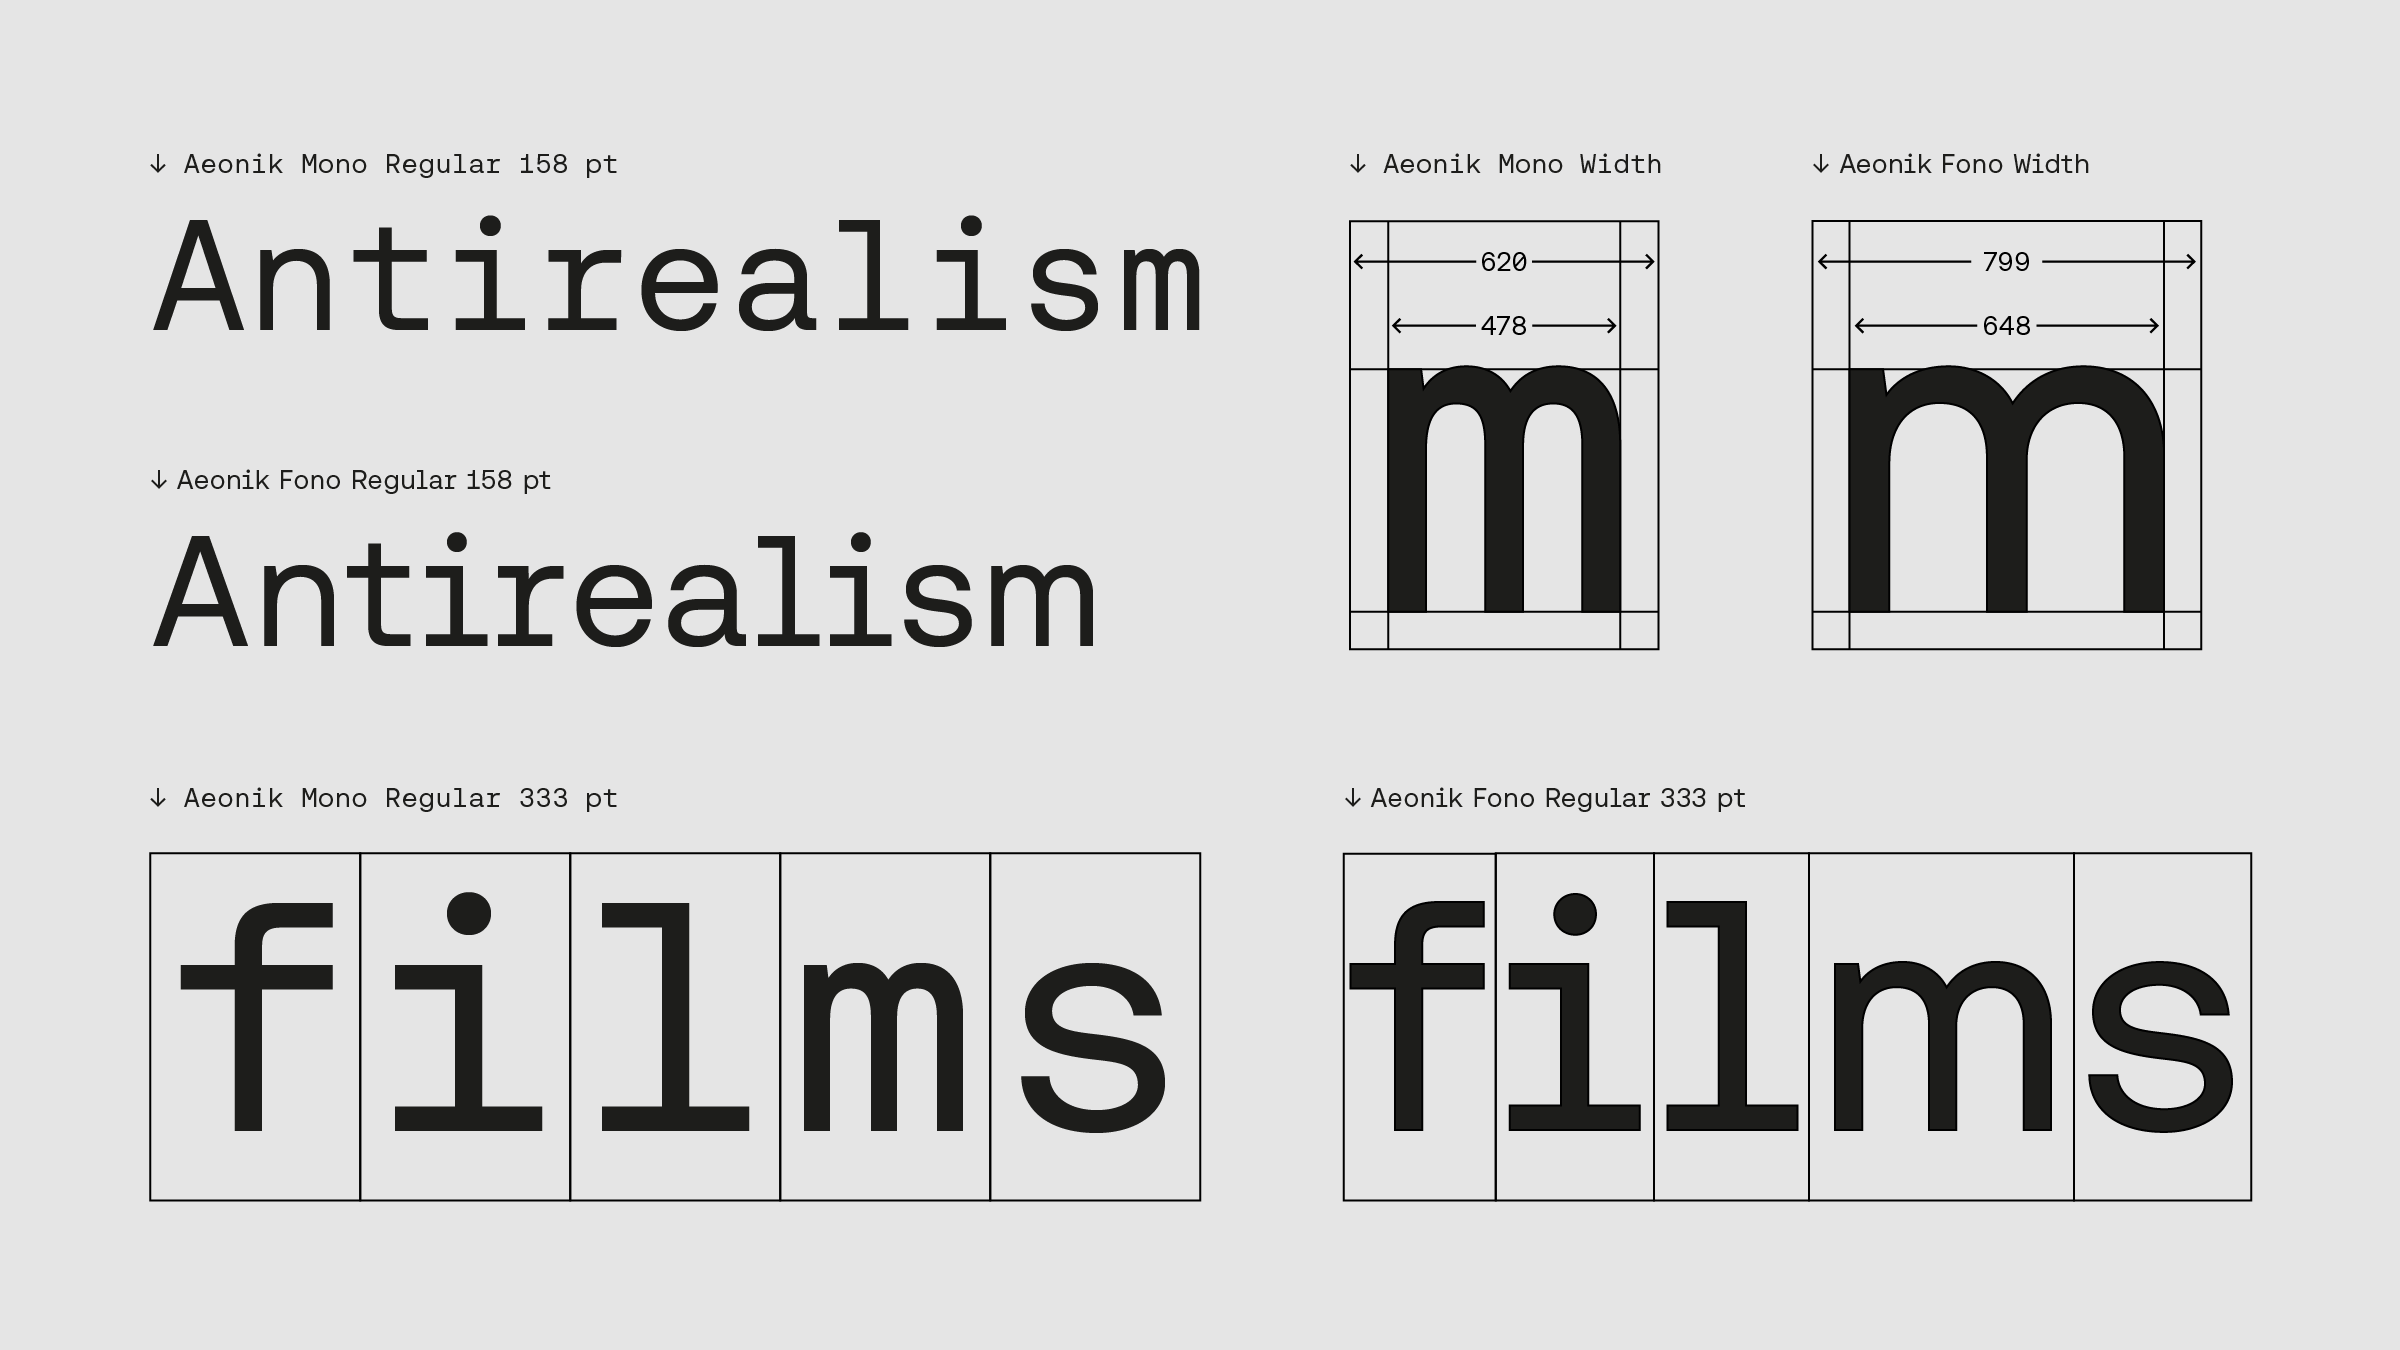 ↓ Aeonik Mono Regular 158 pt
Antirealism
↓ Aeonik Fono Regular 158 pt
Antirealism
↓ Aeonik Mono Width
620
478
m
↓ Aeonik Fono Width
799
648
m
↓ Aeonik Mono Regular 333 pt
films
↓ Aeonik Fono Regular 333 pt
films